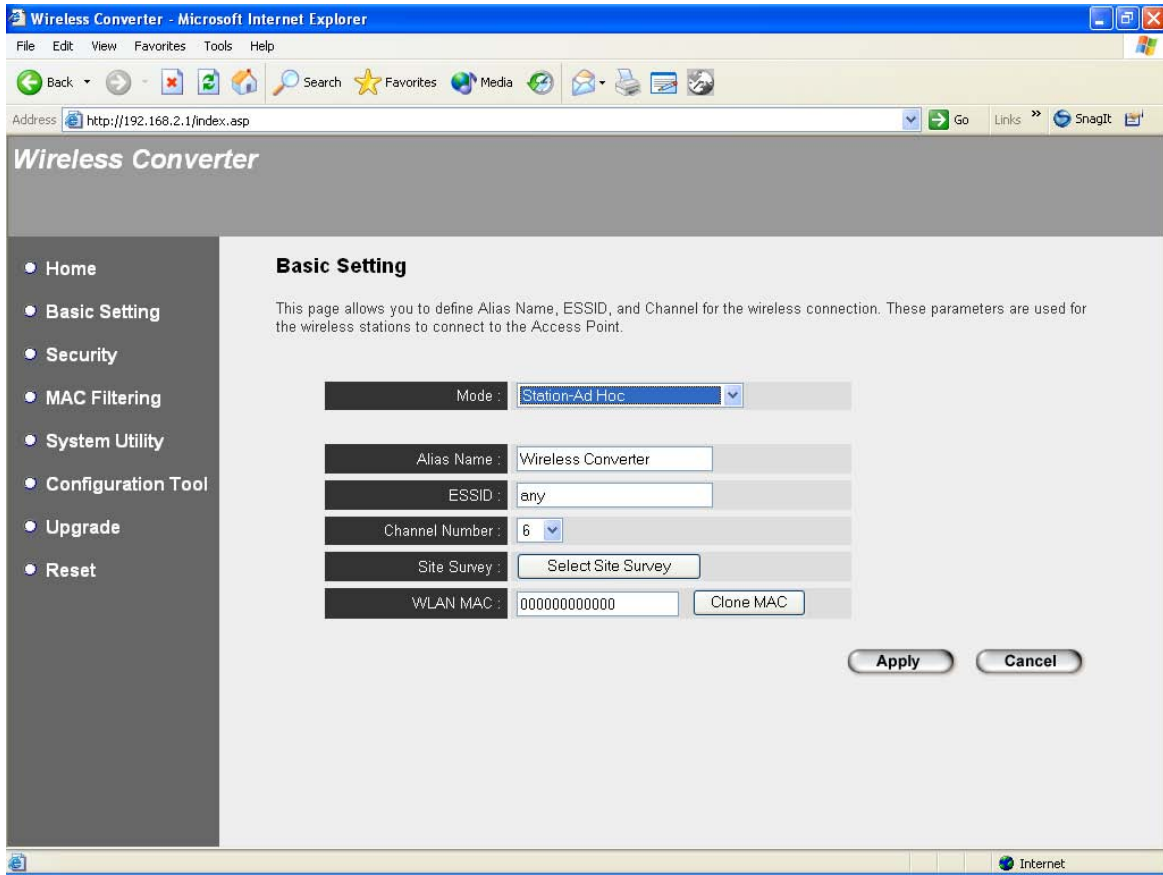 Wireless Converter - Microsoft Internet Explorer
File Edit View Favorites Tools Help
Back Search Favorites Media
Address http://192.168.2.1/index.asp Go Links » SnagIt
Wireless Converter
Home
Basic Setting
Security
MAC Filtering
System Utility
Configuration Tool
Upgrade
Reset
Basic Setting
This page allows you to define Alias Name, ESSID, and Channel for the wireless connection. These parameters are used for
the wireless stations to connect to the Access Point.
Mode : Station-Ad Hoc
Alias Name : Wireless Converter
ESSID : any
Channel Number : 6
Site Survey : Select Site Survey
WLAN MAC : 000000000000 Clone MAC
Apply Cancel
Internet